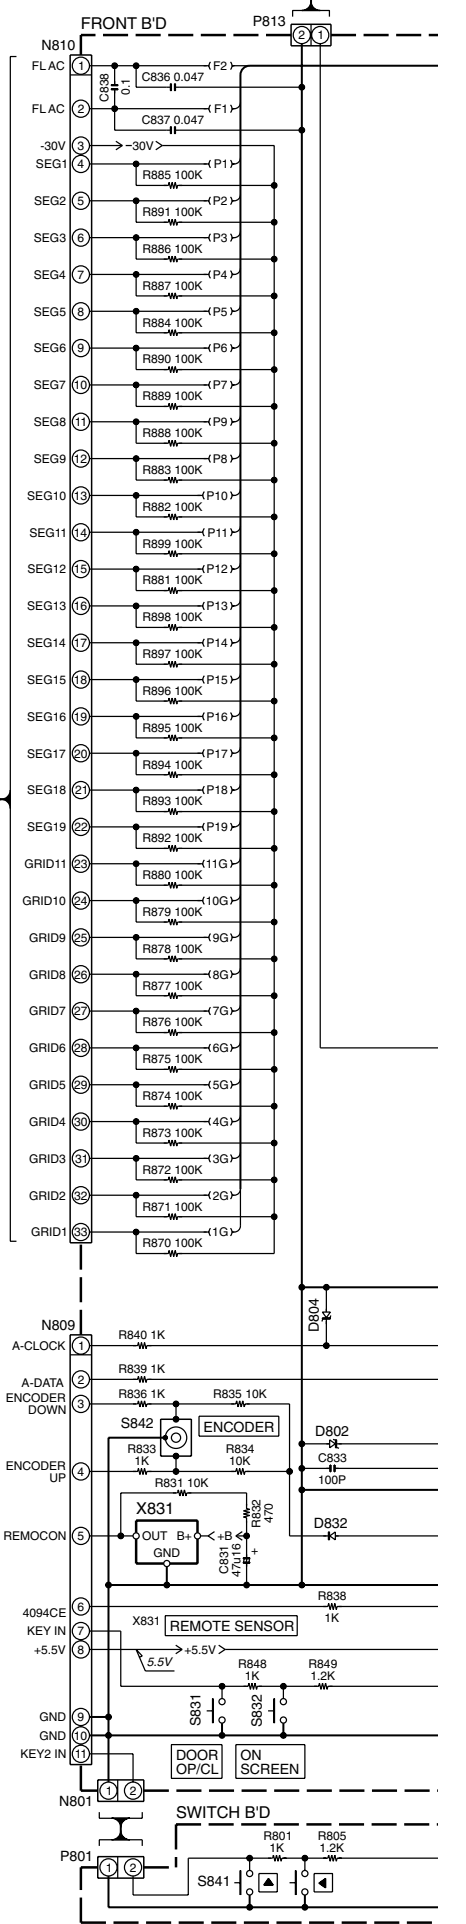 FRONT B'D
P813
2 1
N810
FLAC 1 C838 0.1 C836 0.047 F2
FLAC 2 C837 0.047 F1
-30V 3 -30V
SEG1 4 P1
R885 100K
SEG2 5 P2
R891 100K
SEG3 6 P3
R886 100K
SEG4 7 P4
R887 100K
SEG5 8 P5
R884 100K
SEG6 9 P6
R890 100K
SEG7 10 P7
R889 100K
SEG8 11 P9
R888 100K
SEG9 12 P8
R883 100K
SEG10 13 P10
R882 100K
SEG11 14 P11
R899 100K
SEG12 15 P12
R881 100K
SEG13 16 P13
R898 100K
SEG14 17 P14
R897 100K
SEG15 18 P15
R896 100K
SEG16 19 P16
R895 100K
SEG17 20 P17
R894 100K
SEG18 21 P18
R893 100K
SEG19 22 P19
R892 100K
GRID11 23 11G
R880 100K
GRID10 24 10G
R879 100K
GRID9 25 9G
R878 100K
GRID8 26 8G
R877 100K
GRID7 27 7G
R876 100K
GRID6 28 6G
R875 100K
GRID5 29 5G
R874 100K
GRID4 30 4G
R873 100K
GRID3 31 3G
R872 100K
GRID2 32 2G
R871 100K
GRID1 33 1G
R870 100K
D804
N809
A-CLOCK 1 R840 1K
A-DATA 2 R839 1K
ENCODER DOWN 3 R836 1K R835 10K
S842 ENCODER
D802
C833
100P
ENCODER UP 4 R833 1K R834 10K
R831 10K
X831
R832 470
REMOCON 5 OUT B+ +B
GND
C831 47u16 +
D832
4094CE 6 R838 1K
X831 REMOTE SENSOR
KEY IN 7
+5.5V 8 5.5V +5.5V
R848 1K R849 1.2K
S831 S832
GND 9
GND 10
KEY2 IN 11
DOOR OP/CL
ON SCREEN
N801 1 2
SWITCH B'D
P801 1 2
R801 1K R805 1.2K
S841